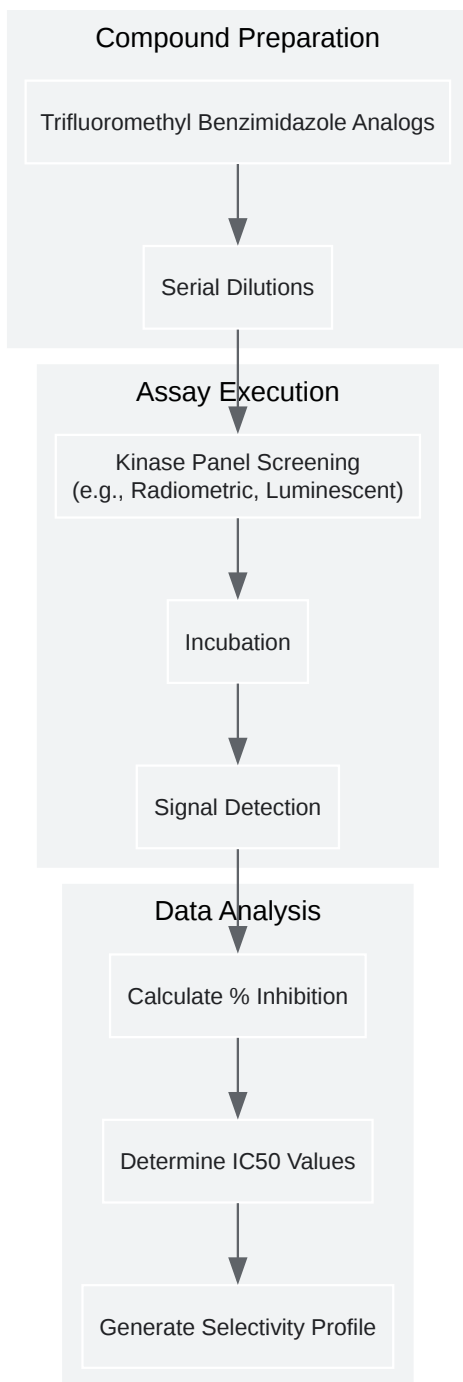 Compound Preparation
Trifluoromethyl Benzimidazole Analogs
Serial Dilutions
Assay Execution
Kinase Panel Screening
(e.g., Radiometric, Luminescent)
Incubation
Signal Detection
Data Analysis
Calculate % Inhibition
Determine IC50 Values
Generate Selectivity Profile